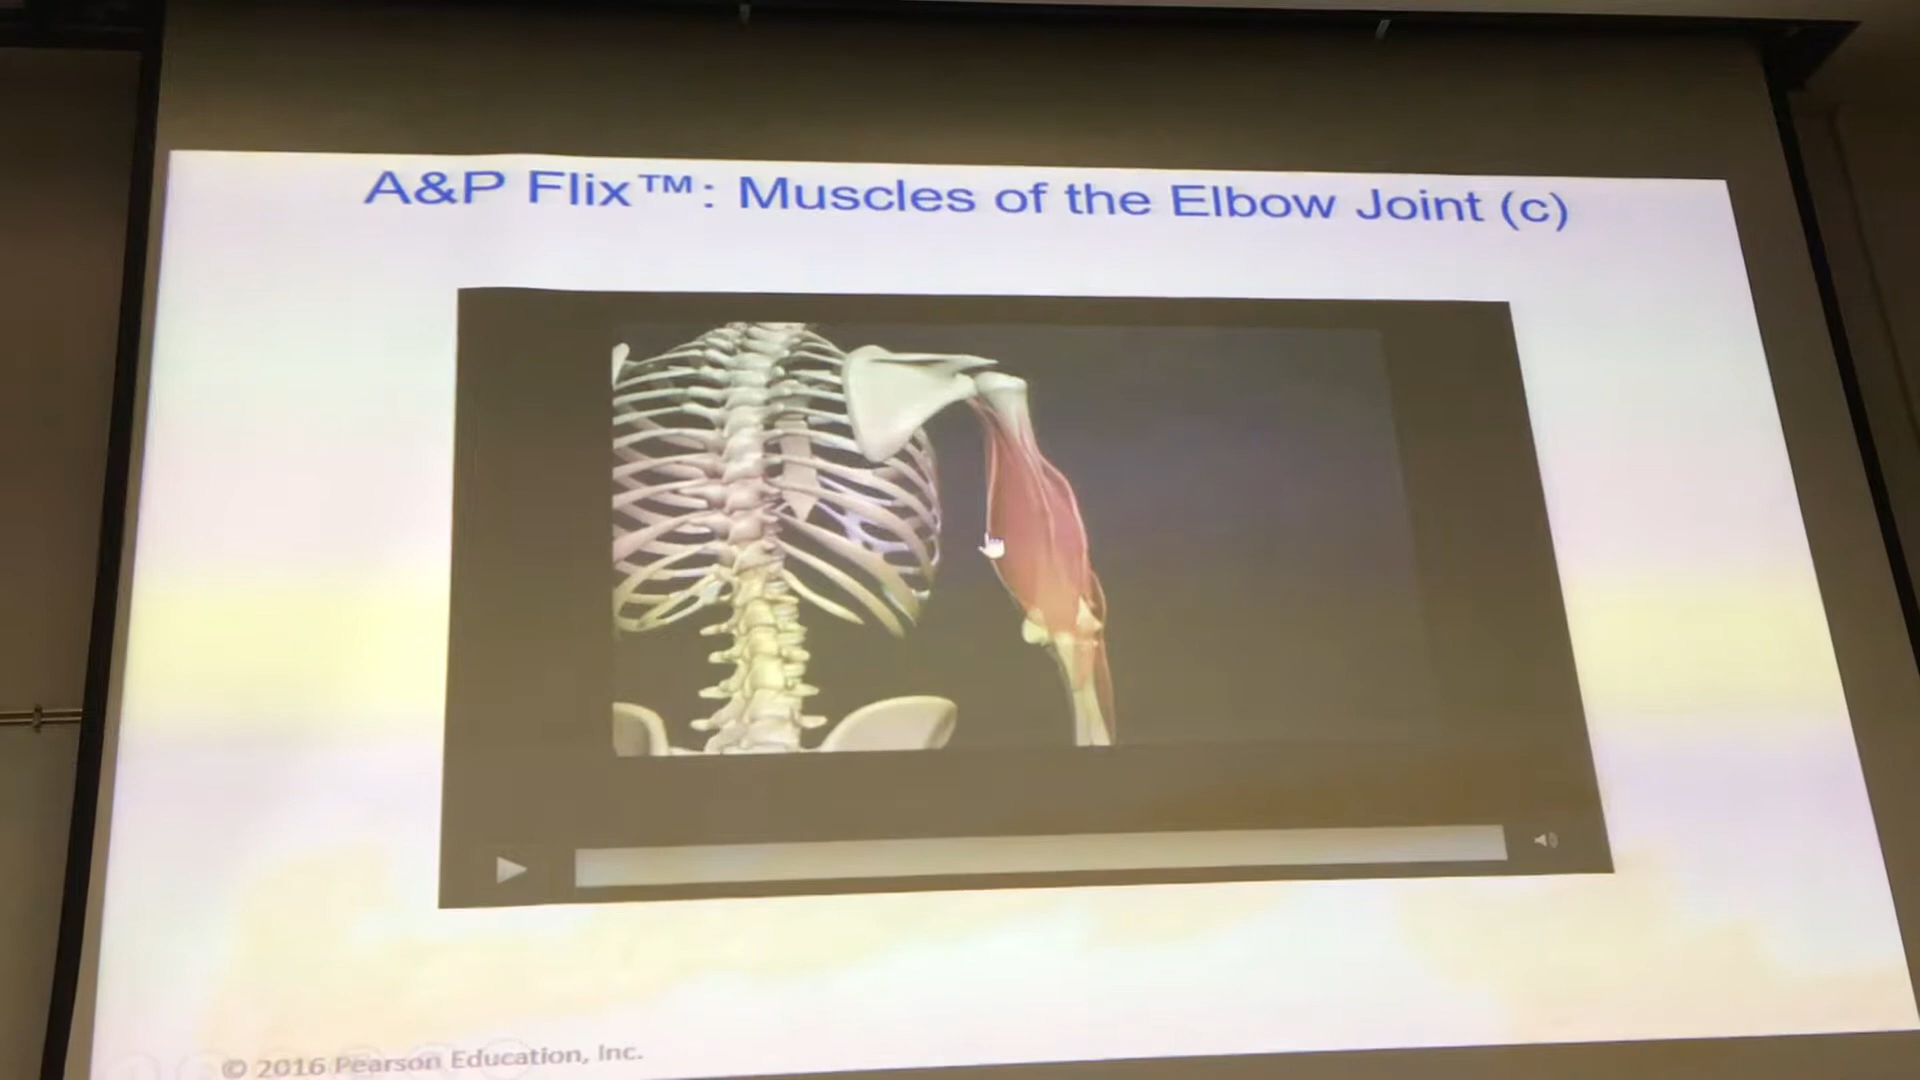 A&P Flix™: Muscles of the Elbow Joint (c)
© 2016 Pearson Education, Inc.